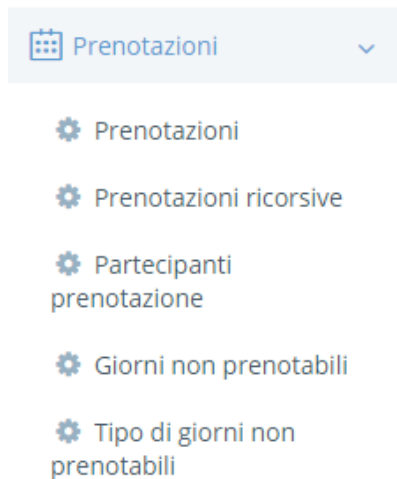 Prenotazioni
Prenotazioni
Prenotazioni ricorsive
Partecipanti
prenotazione
Giorni non prenotabili
Tipo di giorni non
prenotabili